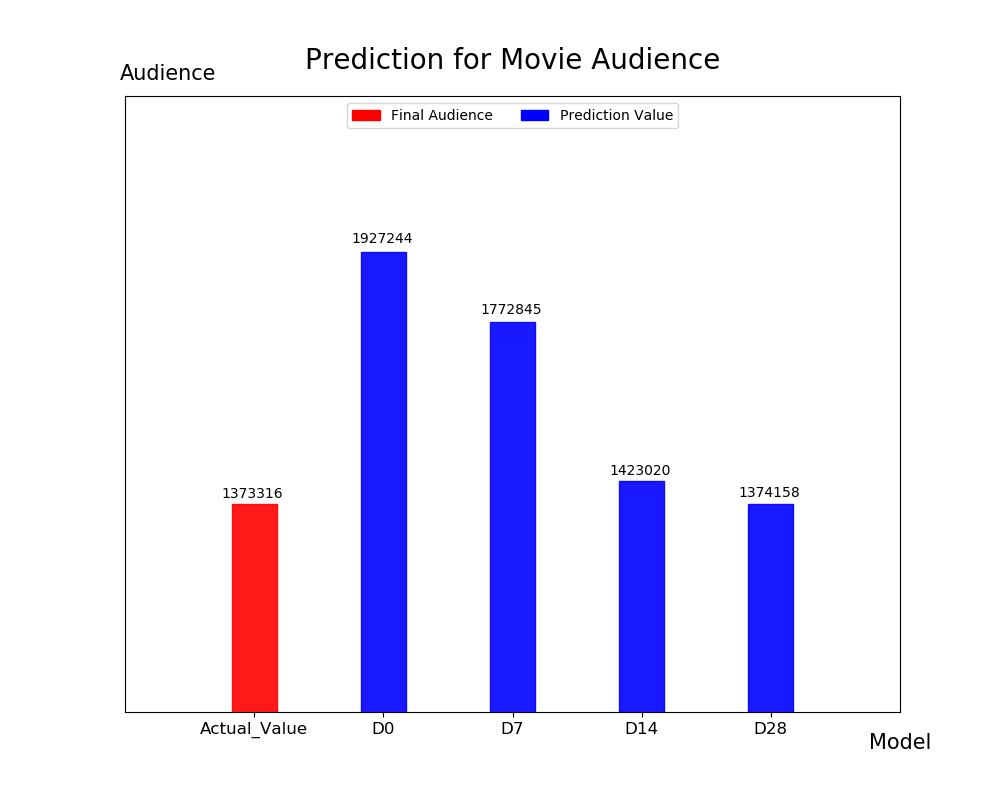 Prediction for Movie Audience
Audience
Final Audience Prediction Value
1927244
1772845
1423020
1373316
1374158
Actual_Value D0 D7 D14 D28
Model